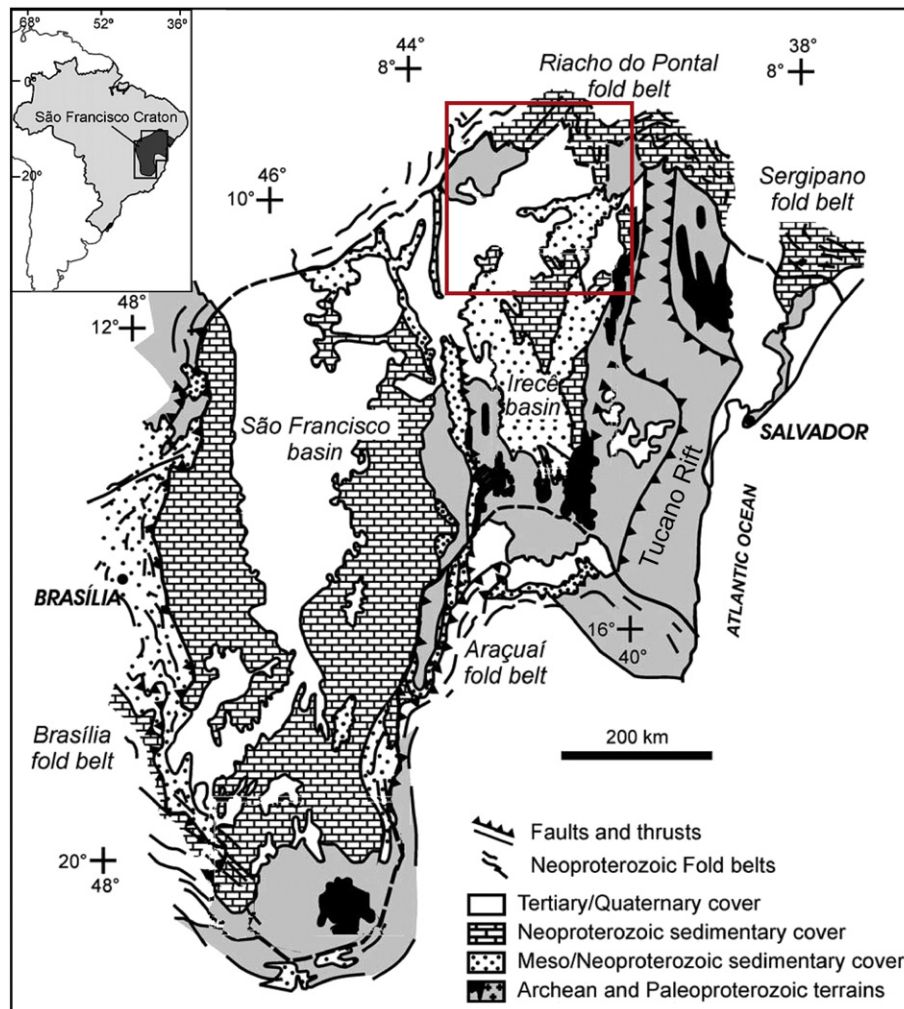 68° 52° 36°
0°
São Francisco Craton
20°
44°
8°
38°
8°
Riacho do Pontal
fold belt
46°
10°
Sergipano
fold belt
48°
12°
São Francisco
basin
Irecê
basin
SALVADOR
Tucano Rift
ATLANTIC OCEAN
BRASÍLIA
16°
40°
Araçuaí
fold belt
Brasília
fold belt
200 km
20°
48°
Faults and thrusts
Neoproterozoic Fold belts
Tertiary/Quaternary cover
Neoproterozoic sedimentary cover
Meso/Neoproterozoic sedimentary cover
Archean and Paleoproterozoic terrains